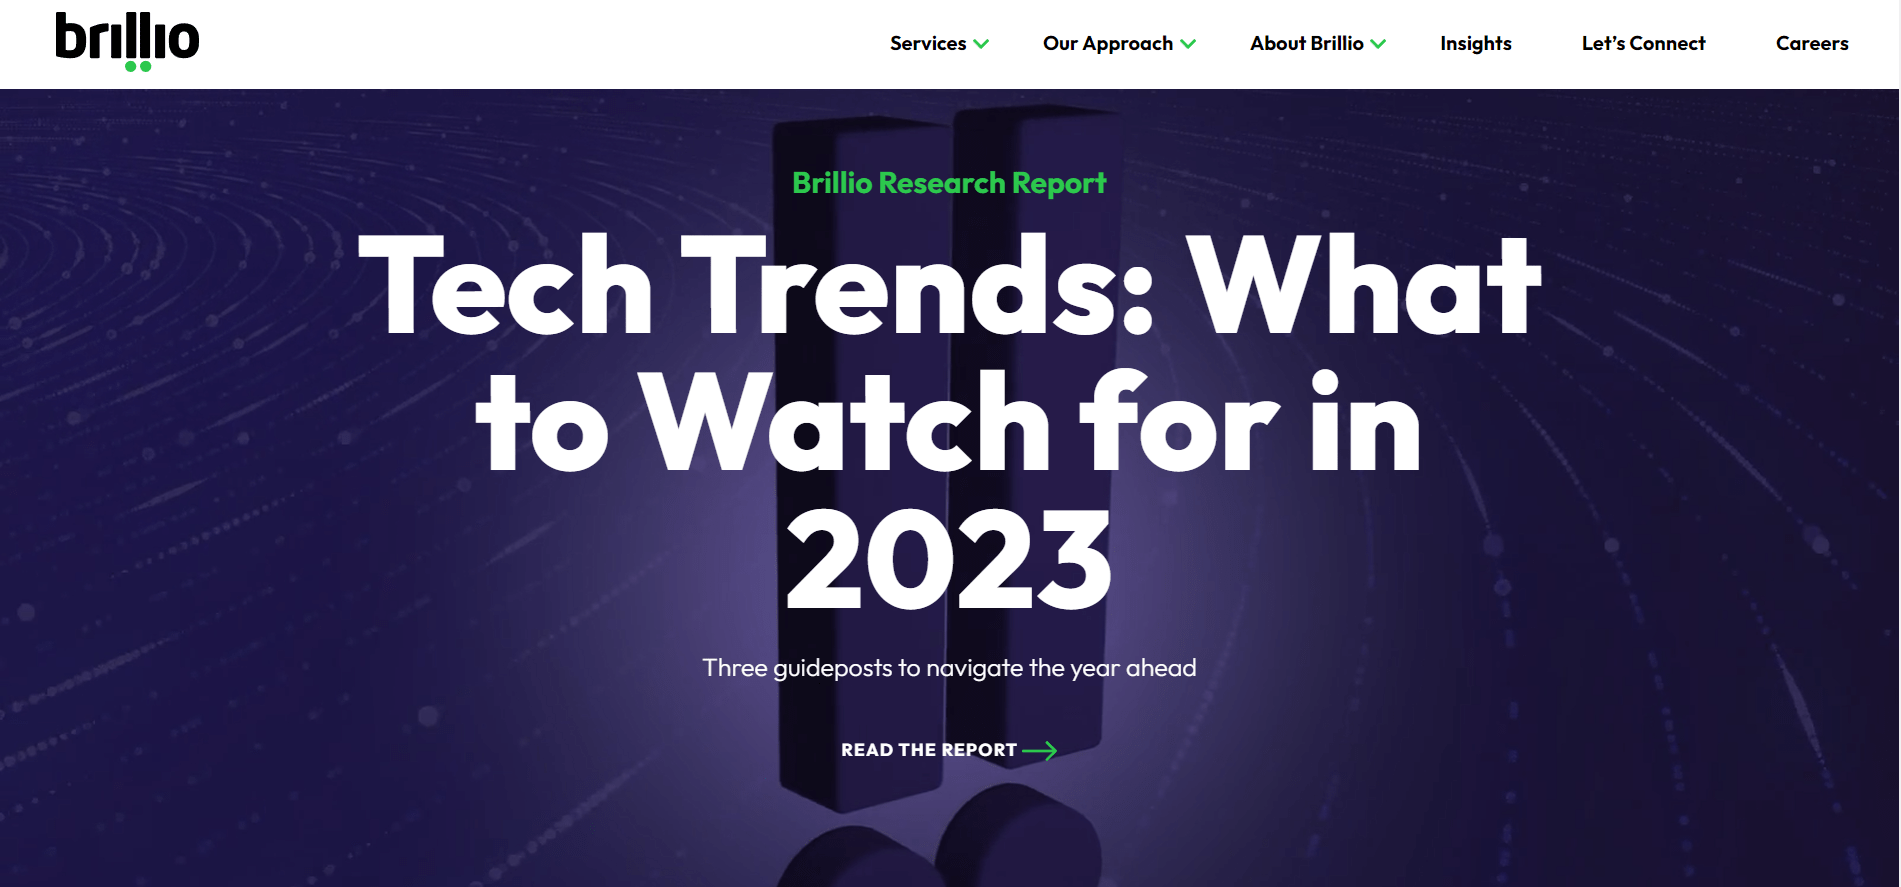 brillio
Services
Our Approach
About Brillio
Insights
Let's Connect
Careers
Brillio Research Report
Tech Trends: What
to Watch for in
2023
Three guideposts to navigate the year ahead
READ THE REPORT